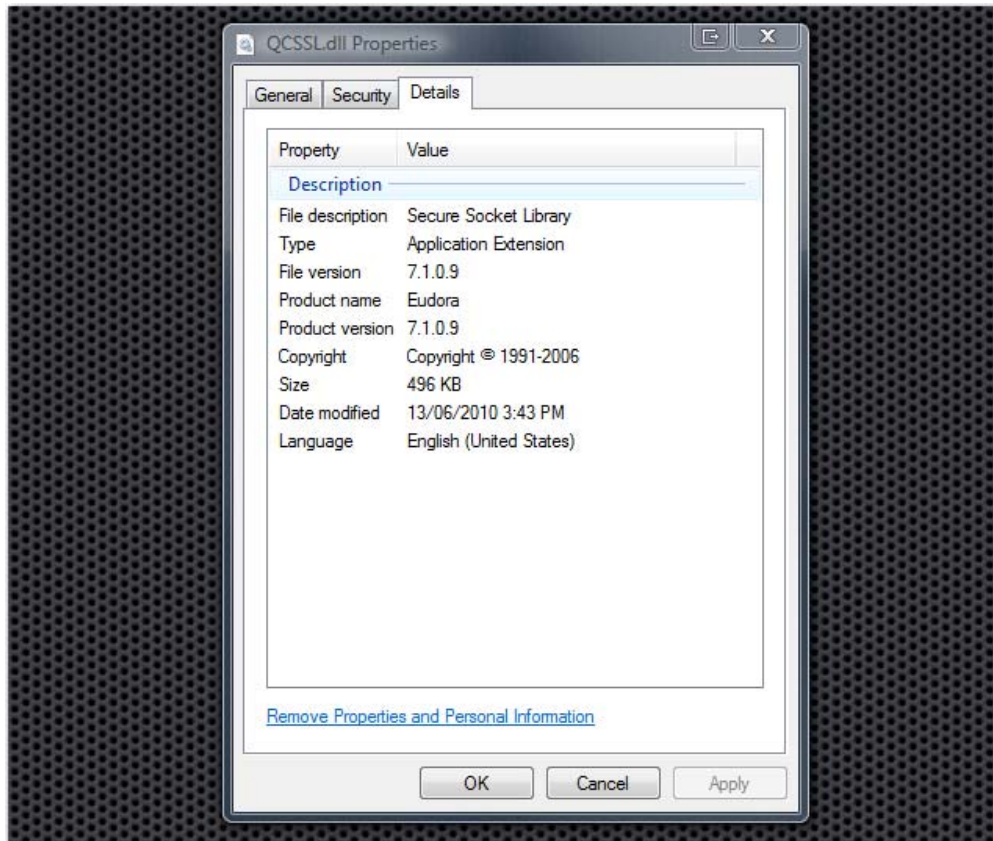 QCSSL.dll Properties
General Security Details
Property Value
Description
File description Secure Socket Library
Type Application Extension
File version 7.1.0.9
Product name Eudora
Product version 7.1.0.9
Copyright Copyright © 1991-2006
Size 496 KB
Date modified 13/06/2010 3:43 PM
Language English (United States)
Remove Properties and Personal Information
OK Cancel Apply